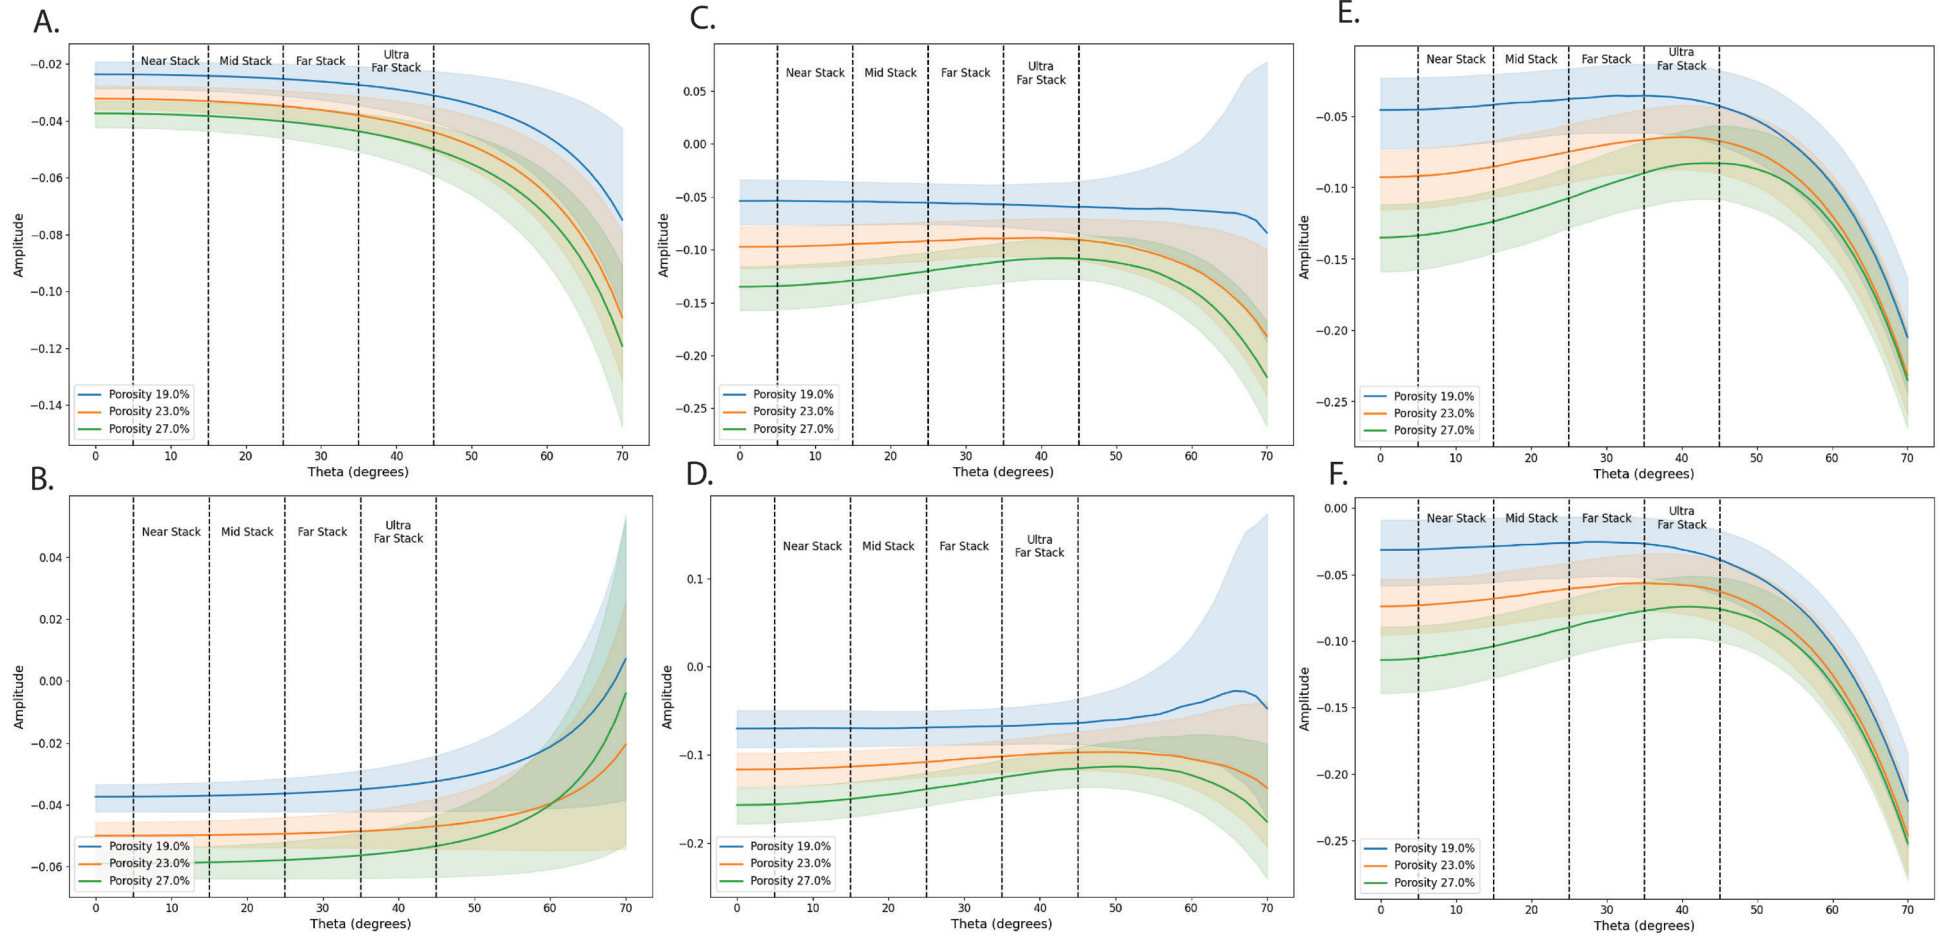 A.
Near Stack
Mid Stack
Far Stack
Ultra
Far Stack
−0.02
−0.04
−0.06
−0.08
−0.10
−0.12
−0.14
Amplitude
Porosity 19.0%
Porosity 23.0%
Porosity 27.0%
0 10 20 30 40 50 60 70
Theta (degrees)
C.
Near Stack
Mid Stack
Far Stack
Ultra
Far Stack
0.05
0.00
−0.05
−0.10
−0.15
−0.20
−0.25
Amplitude
Porosity 19.0%
Porosity 23.0%
Porosity 27.0%
0 10 20 30 40 50 60 70
Theta (degrees)
E.
Near Stack
Mid Stack
Far Stack
Ultra
Far Stack
−0.05
−0.10
−0.15
−0.20
−0.25
Amplitude
Porosity 19.0%
Porosity 23.0%
Porosity 27.0%
0 10 20 30 40 50 60 70
Theta (degrees)
B.
Near Stack
Mid Stack
Far Stack
Ultra
Far Stack
0.04
0.02
0.00
−0.02
−0.04
−0.06
Amplitude
Porosity 19.0%
Porosity 23.0%
Porosity 27.0%
0 10 20 30 40 50 60 70
Theta (degrees)
D.
Near Stack
Mid Stack
Far Stack
Ultra
Far Stack
0.1
0.0
−0.1
−0.2
Amplitude
Porosity 19.0%
Porosity 23.0%
Porosity 27.0%
0 10 20 30 40 50 60 70
Theta (degrees)
F.
Near Stack
Mid Stack
Far Stack
Ultra
Far Stack
0.00
−0.05
−0.10
−0.15
−0.20
−0.25
Amplitude
Porosity 19.0%
Porosity 23.0%
Porosity 27.0%
0 10 20 30 40 50 60 70
Theta (degrees)